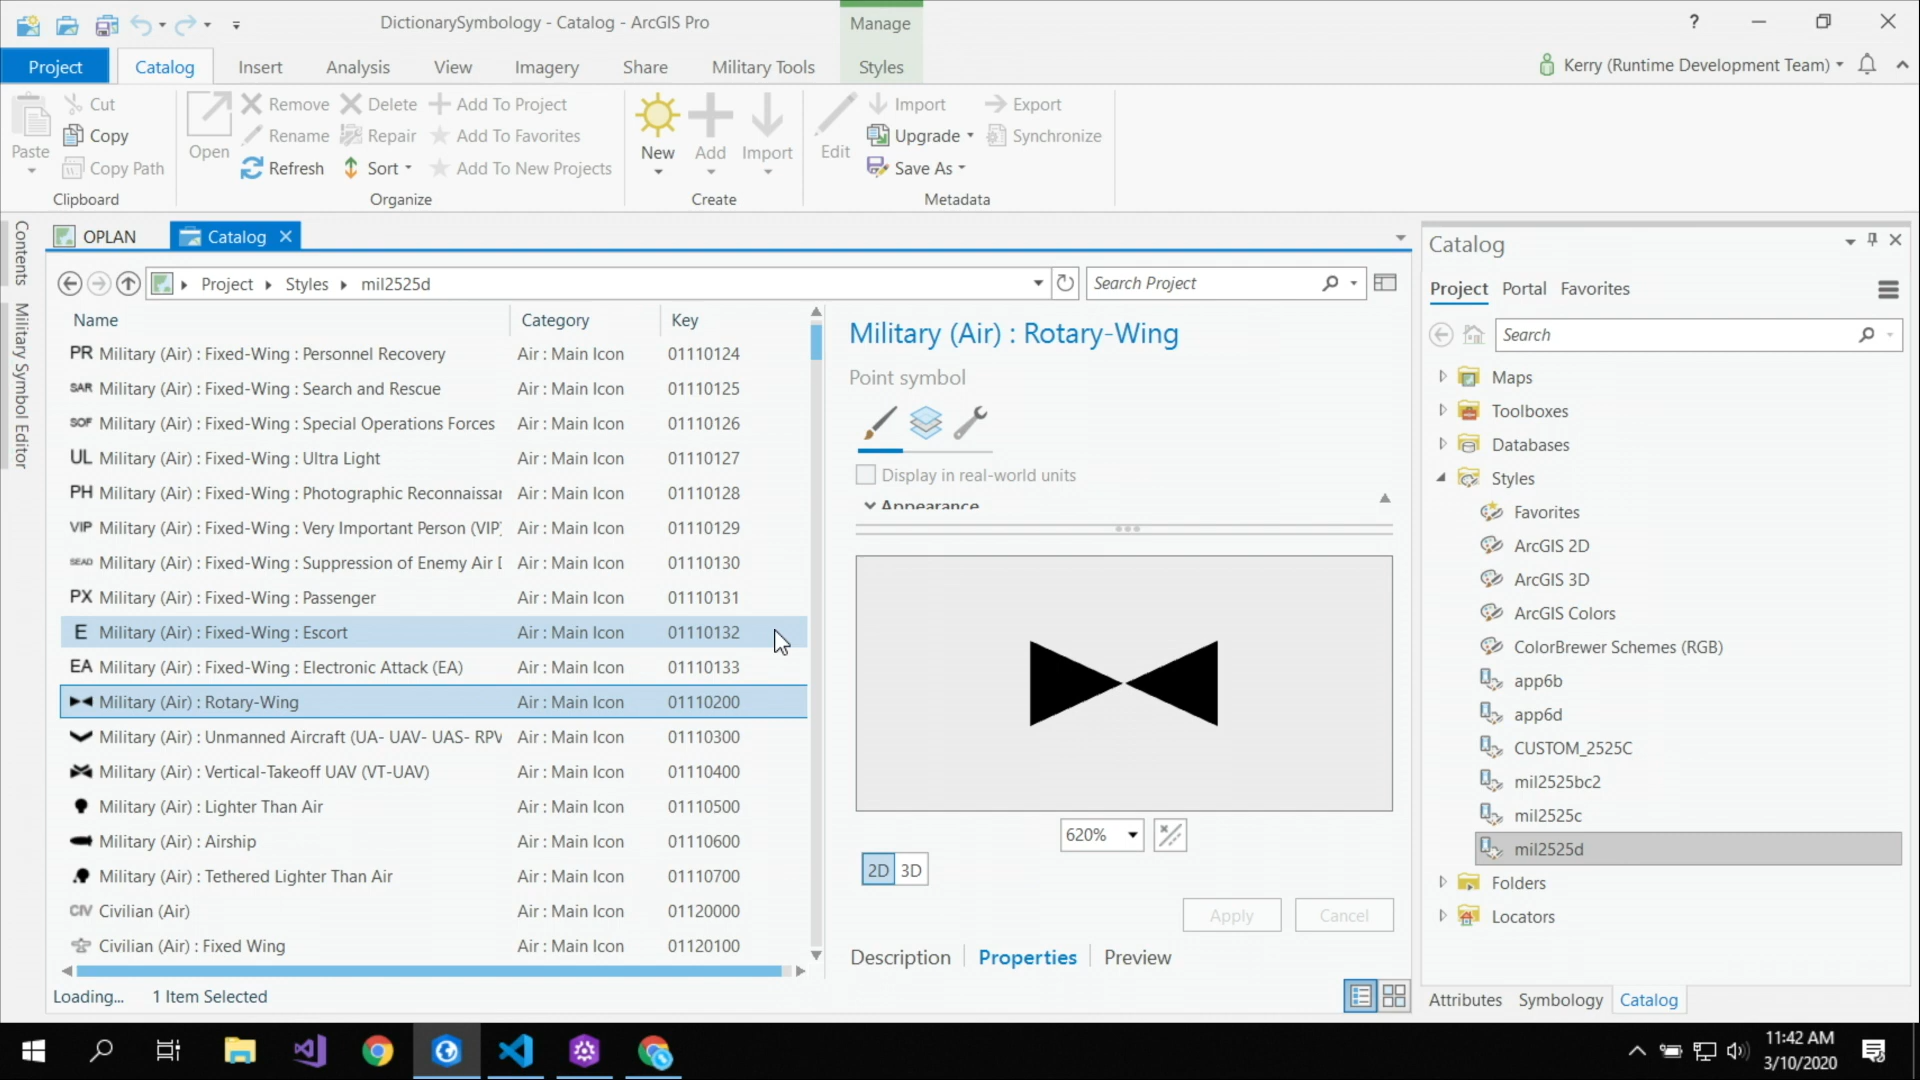 DictionarySymbology - Catalog - ArcGIS Pro
Manage
?
Project
Catalog
Insert
Analysis
View
Imagery
Share
Military Tools
Styles
Kerry (Runtime Development Team)
Paste
Cut
Copy
Copy Path
Clipboard
Open
Remove
Delete
Add To Project
Rename
Repair
Add To Favorites
Refresh
Sort
Add To New Projects
Organize
New
Add
Import
Create
Edit
Import
Export
Upgrade
Synchronize
Save As
Metadata
Contents
Military Symbol Editor
OPLAN
Catalog
Project
Styles
mil2525d
Search Project
Name Category Key
PR Military (Air) : Fixed-Wing : Personnel Recovery Air : Main Icon 01110124
SAR Military (Air) : Fixed-Wing : Search and Rescue Air : Main Icon 01110125
SOF Military (Air) : Fixed-Wing : Special Operations Forces Air : Main Icon 01110126
UL Military (Air) : Fixed-Wing : Ultra Light Air : Main Icon 01110127
PH Military (Air) : Fixed-Wing : Photographic Reconnaissar Air : Main Icon 01110128
VIP Military (Air) : Fixed-Wing : Very Important Person (VIP) Air : Main Icon 01110129
SEAD Military (Air) : Fixed-Wing : Suppression of Enemy Air D Air : Main Icon 01110130
PX Military (Air) : Fixed-Wing : Passenger Air : Main Icon 01110131
E Military (Air) : Fixed-Wing : Escort Air : Main Icon 01110132
EA Military (Air) : Fixed-Wing : Electronic Attack (EA) Air : Main Icon 01110133
Military (Air) : Rotary-Wing Air : Main Icon 01110200
Military (Air) : Unmanned Aircraft (UA- UAV- UAS- RPV Air : Main Icon 01110300
Military (Air) : Vertical-Takeoff UAV (VT-UAV) Air : Main Icon 01110400
Military (Air) : Lighter Than Air Air : Main Icon 01110500
Military (Air) : Airship Air : Main Icon 01110600
Military (Air) : Tethered Lighter Than Air Air : Main Icon 01110700
CIV Civilian (Air) Air : Main Icon 01120000
Civilian (Air) : Fixed Wing Air : Main Icon 01120100
Loading... 1 Item Selected
Military (Air) : Rotary-Wing
Point symbol
Display in real-world units
Appearance
620%
2D 3D
Apply Cancel
Description Properties Preview
Catalog
Project Portal Favorites
Search
Maps
Toolboxes
Databases
Styles
Favorites
ArcGIS 2D
ArcGIS 3D
ArcGIS Colors
ColorBrewer Schemes (RGB)
app6b
app6d
CUSTOM_2525C
mil2525bc2
mil2525c
mil2525d
Folders
Locators
Attributes Symbology Catalog
11:42 AM
3/10/2020